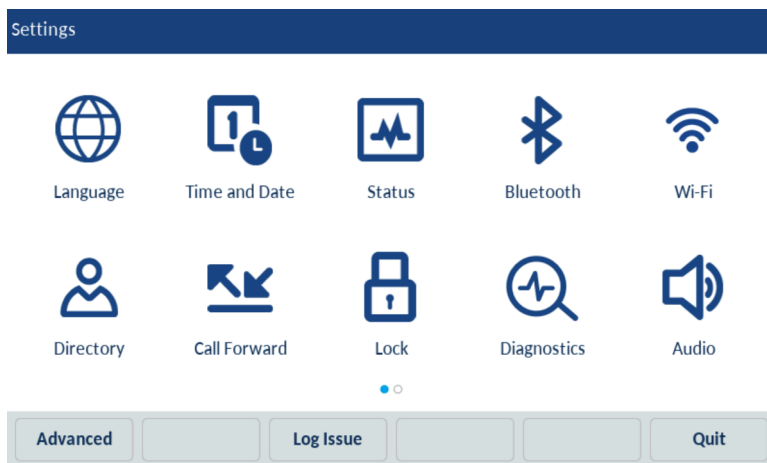 Settings
Language Time and Date Status Bluetooth Wi-Fi
Directory Call Forward Lock Diagnostics Audio
Advanced Log Issue Quit